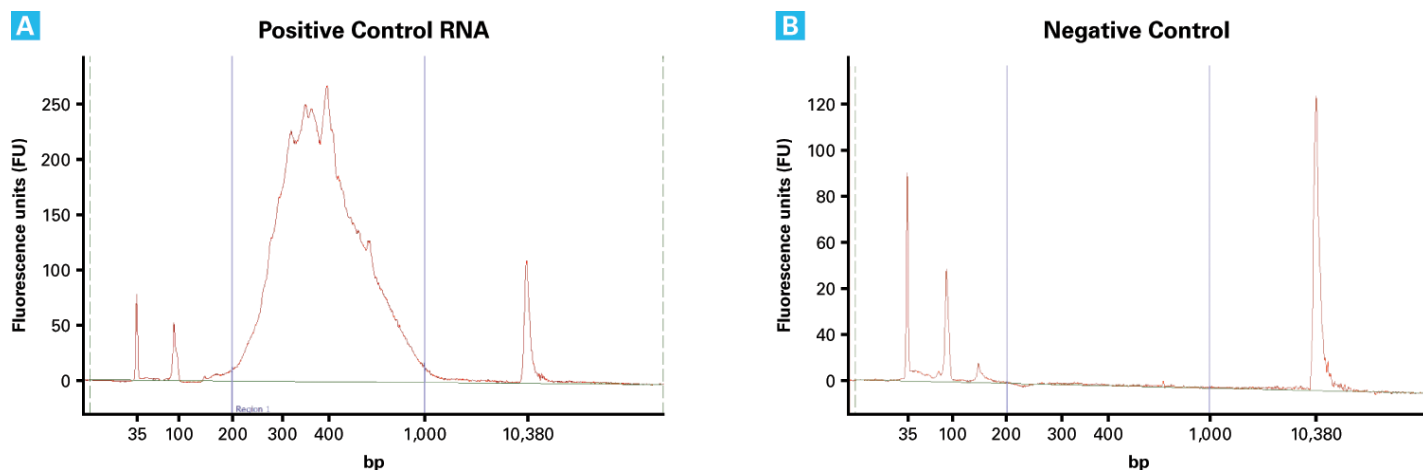 A
Positive Control RNA
Fluorescence units (FU)
250
200
150
100
50
0
Region 1
35 100 200 300 400 1,000 10,380
bp
B
Negative Control
Fluorescence units (FU)
120
100
80
60
20
40
0
35 100 200 300 400 1,000 10,380
bp